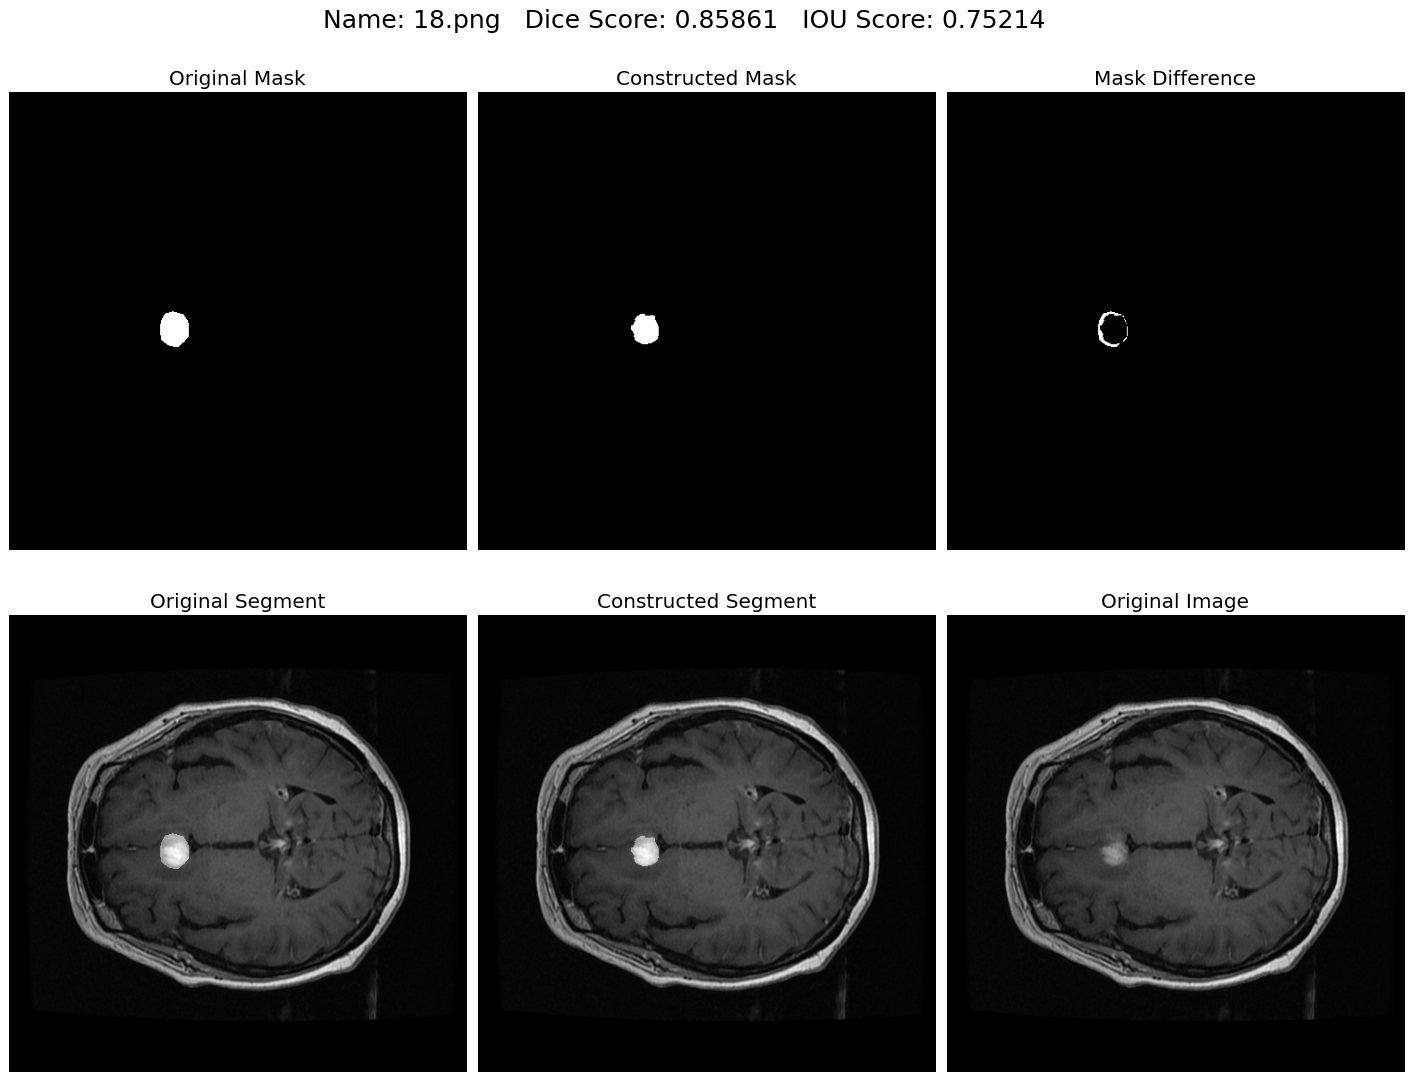 Name: 18.png   Dice Score: 0.85861   IOU Score: 0.75214
Original Mask
Constructed Mask
Mask Difference
Original Segment
Constructed Segment
Original Image